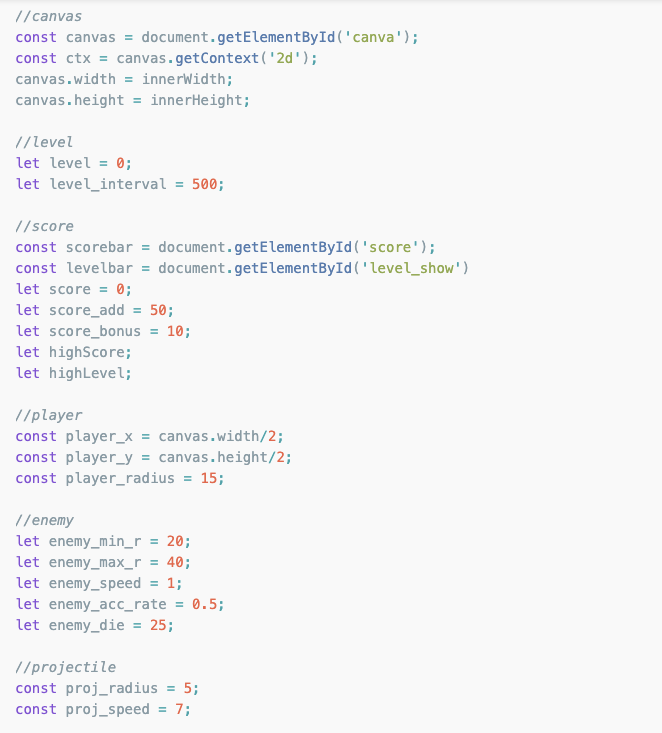 //canvas
const canvas = document.getElementById('canva');
const ctx = canvas.getContext('2d');
canvas.width = innerWidth;
canvas.height = innerHeight;
//level
let level = 0;
let level_interval = 500;
//score
const scorebar = document.getElementById('score');
const levelbar = document.getElementById('level_show')
let score = 0;
let score_add = 50;
let score_bonus = 10;
let highScore;
let highLevel;
//player
const player_x = canvas.width/2;
const player_y = canvas.height/2;
const player_radius = 15;
//enemy
let enemy_min_r = 20;
let enemy_max_r = 40;
let enemy_speed = 1;
let enemy_acc_rate = 0.5;
let enemy_die = 25;
//projectile
const proj_radius = 5;
const proj_speed = 7;